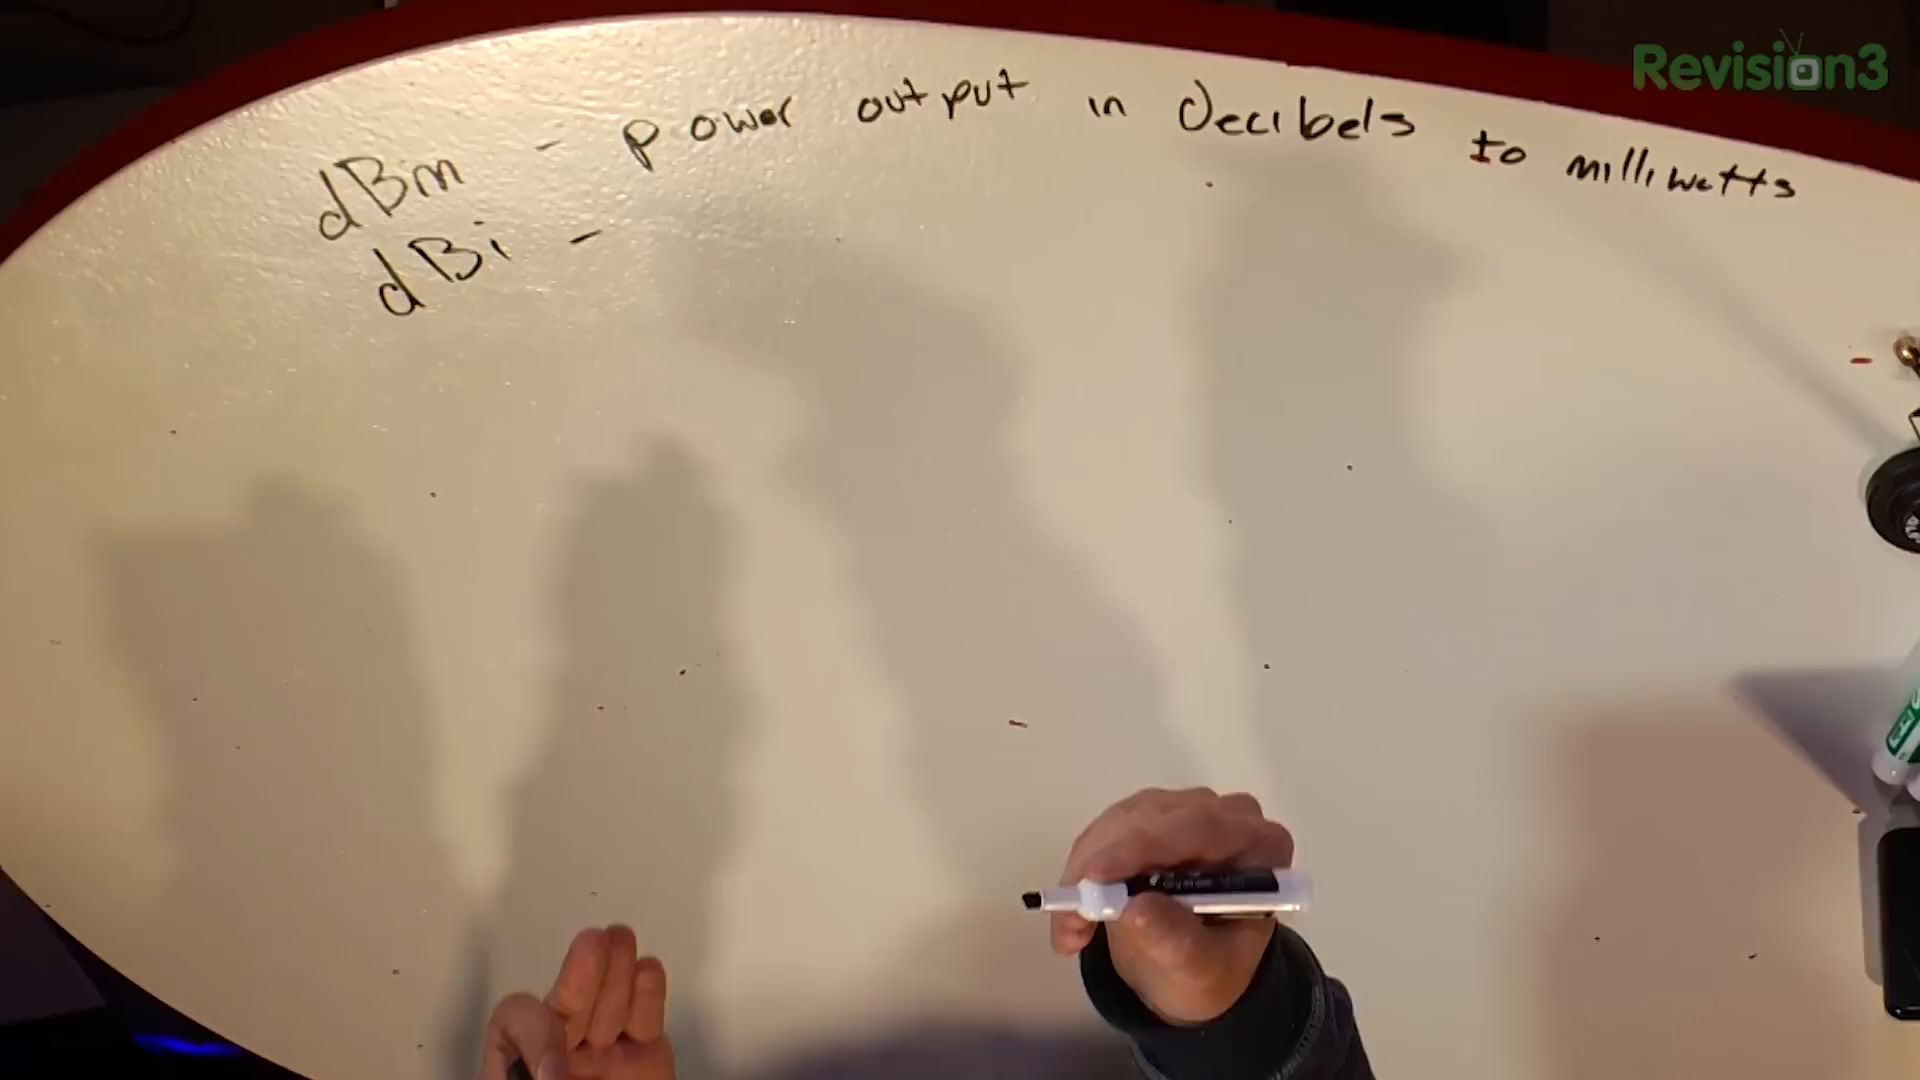 Revision3
dBm - power output in decibels to milliwatts
dBi -